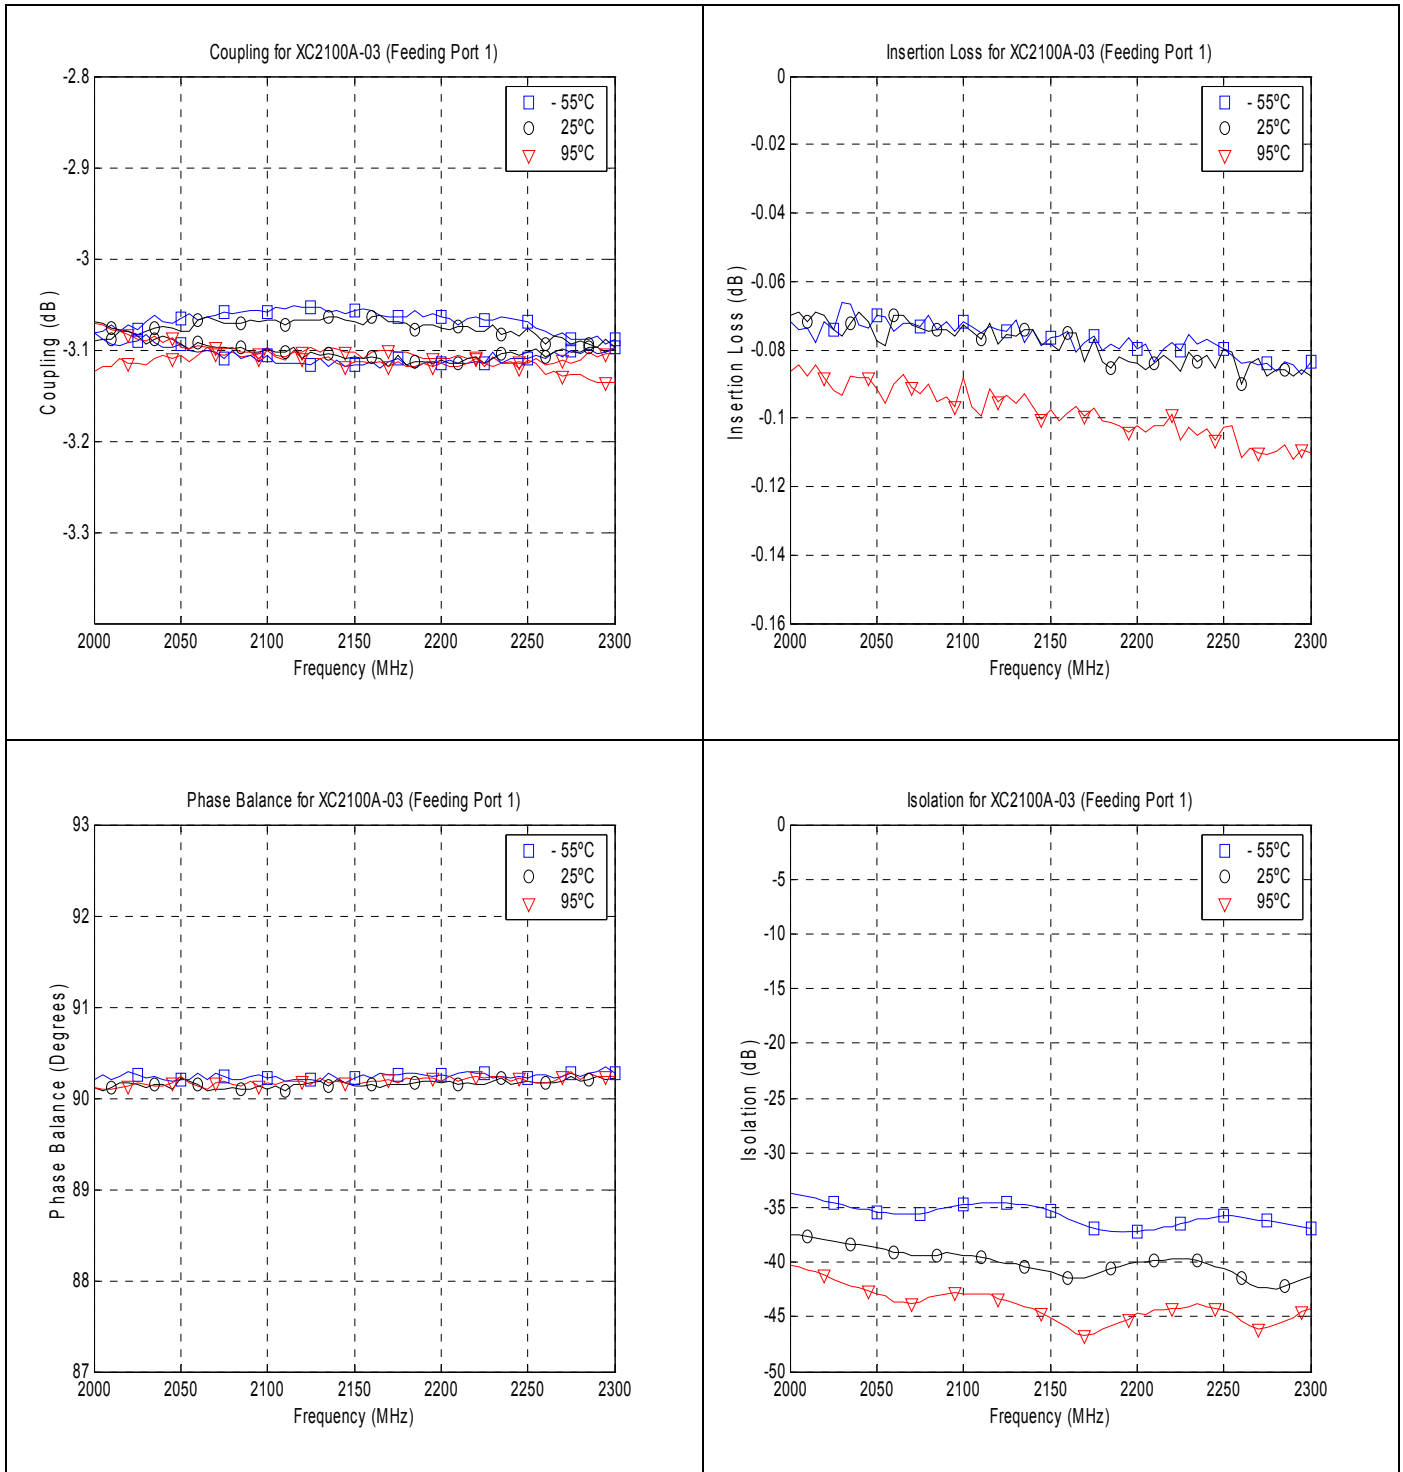 Coupling for XC2100A-03 (Feeding Port 1)
-2.8
-2.9
-3
-3.1
-3.2
-3.3
Coupling (dB)
- 55ºC
25ºC
95ºC
2000 2050 2100 2150 2200 2250 2300
Frequency (MHz)
Insertion Loss for XC2100A-03 (Feeding Port 1)
0
-0.02
-0.04
-0.06
-0.08
-0.1
-0.12
-0.14
-0.16
Insertion Loss (dB)
- 55ºC
25ºC
95ºC
2000 2050 2100 2150 2200 2250 2300
Frequency (MHz)
Phase Balance for XC2100A-03 (Feeding Port 1)
93
92
91
90
89
88
87
Phase Balance (Degrees)
- 55ºC
25ºC
95ºC
2000 2050 2100 2150 2200 2250 2300
Frequency (MHz)
Isolation for XC2100A-03 (Feeding Port 1)
0
-5
-10
-15
-20
-25
-30
-35
-40
-45
-50
Isolation (dB)
- 55ºC
25ºC
95ºC
2000 2050 2100 2150 2200 2250 2300
Frequency (MHz)